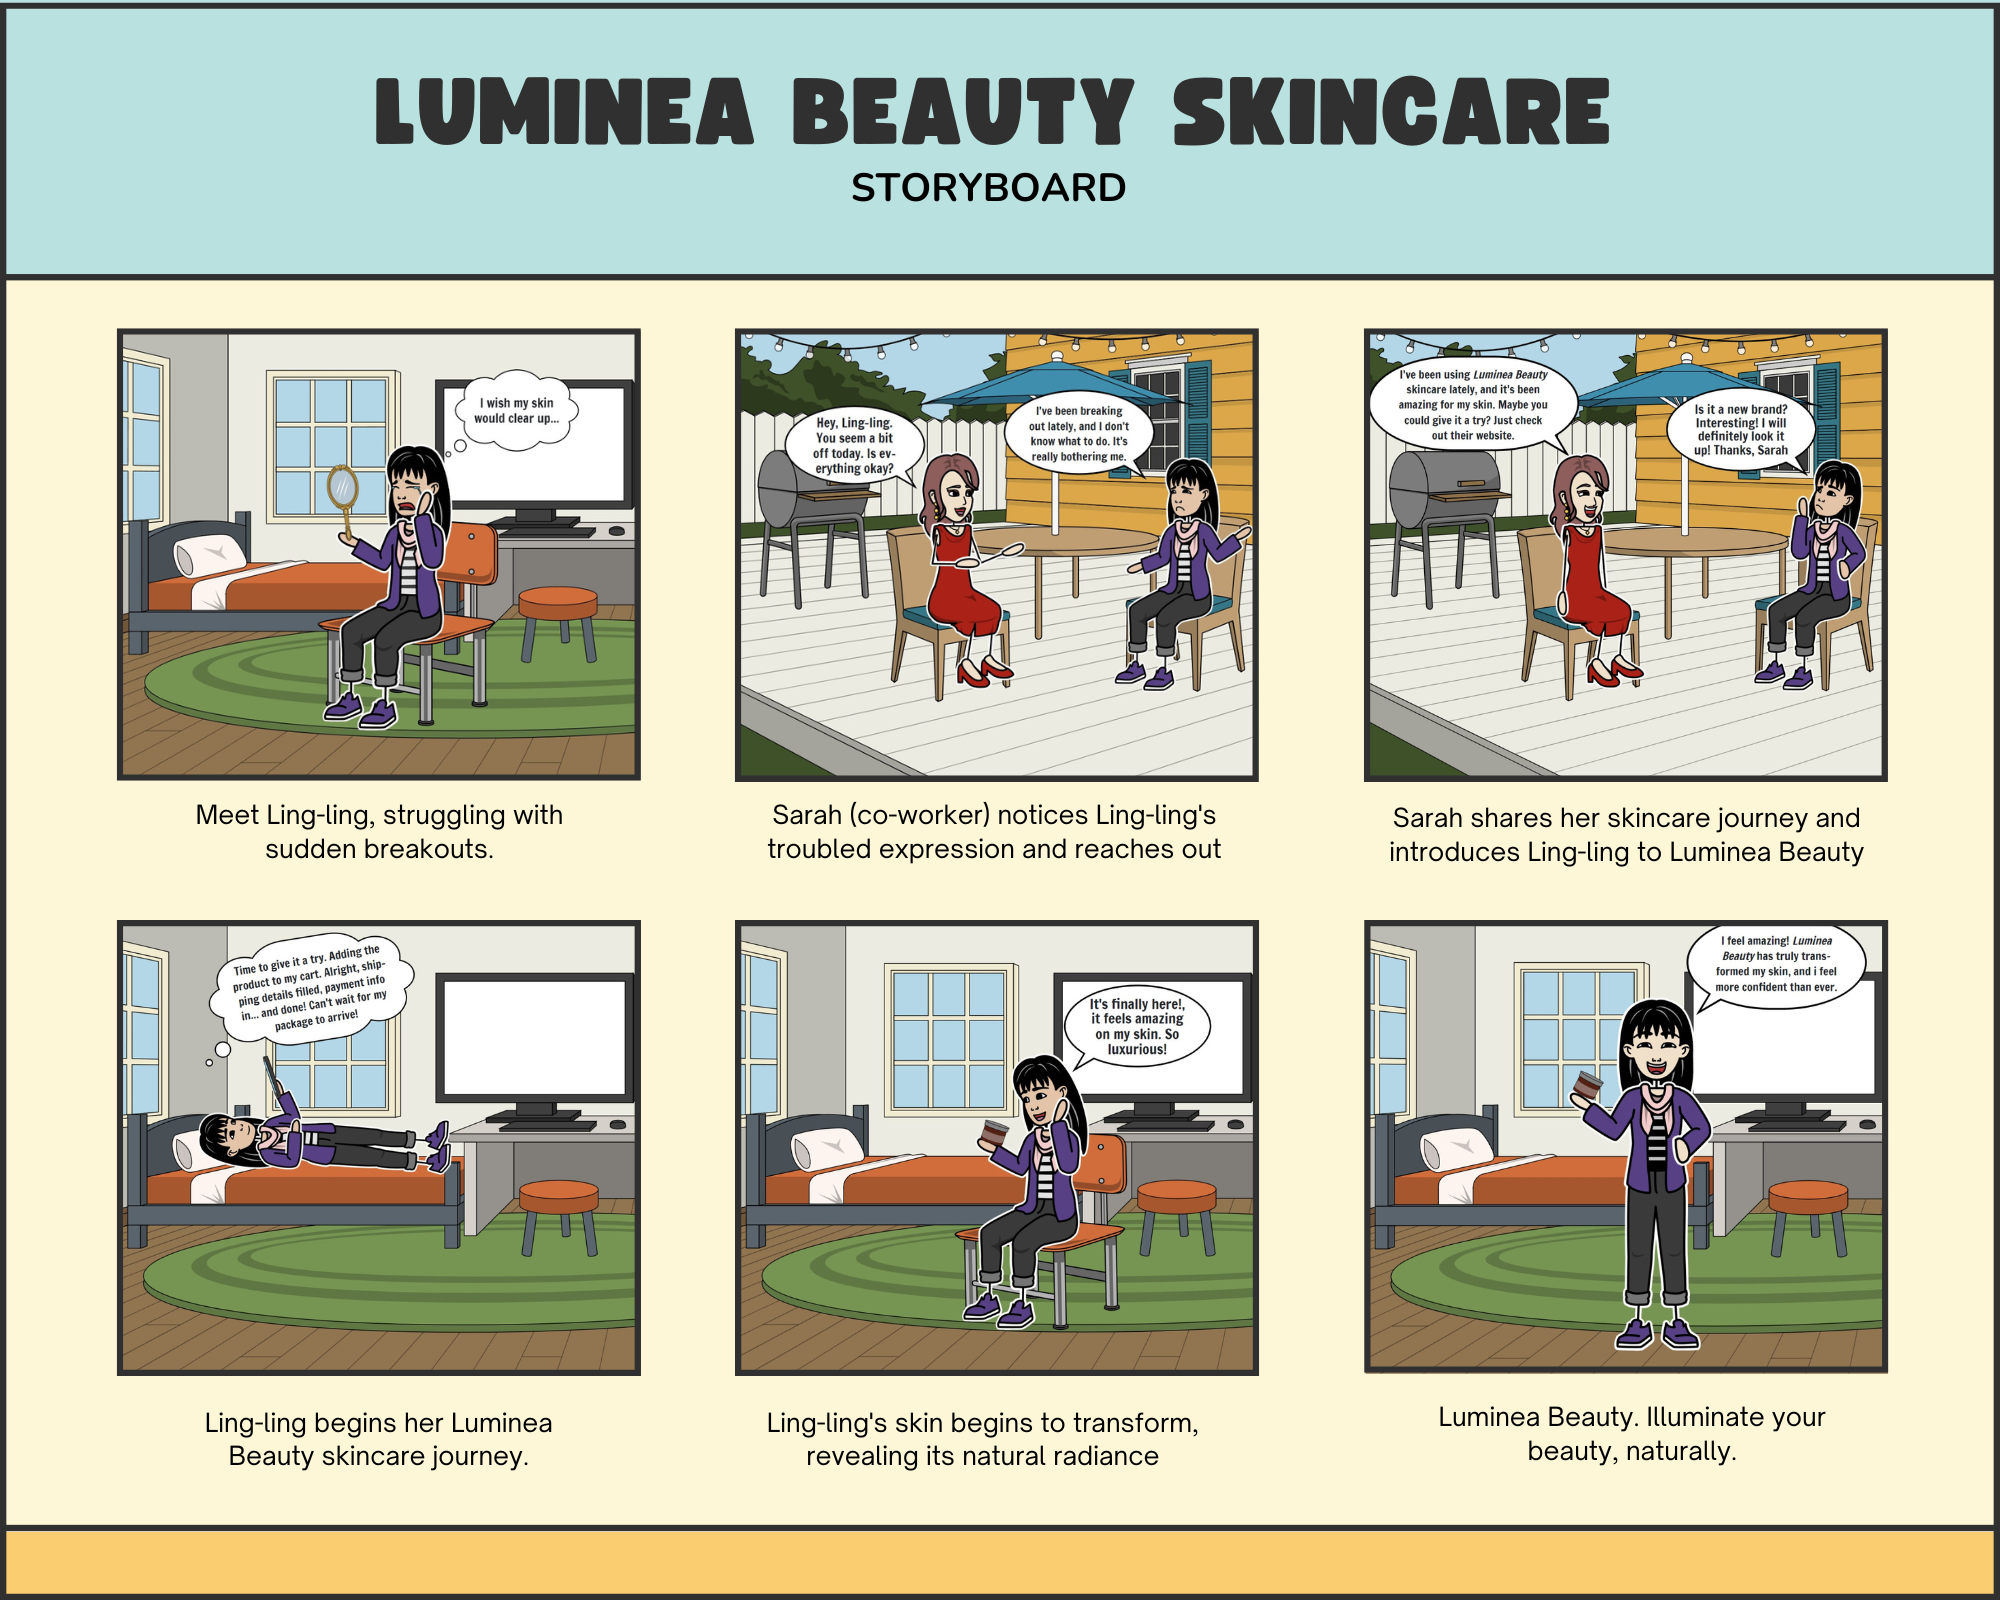 LUMINEA BEAUTY SKINCARE
STORYBOARD
I wish my skin
would clear up...
Meet Ling-ling, struggling with
sudden breakouts.
Hey, Ling-ling.
You seem a bit
off today. Is ev-
erything okay?
I've been breaking
out lately, and I don't
know what to do. It's
really bothering me.
Sarah (co-worker) notices Ling-ling's
troubled expression and reaches out
I've been using Luminea Beauty
skincare lately, and it's been
amazing for my skin. Maybe you
could give it a try? Just check
out their website.
Is it a new brand?
Interesting! I will
definitely look it
up! Thanks, Sarah
Sarah shares her skincare journey and
introduces Ling-ling to Luminea Beauty
Time to give it a try. Adding the
product to my cart. Alright, ship-
ping details filled, payment info
in... and done! Can't wait for my
package to arrive!
Ling-ling begins her Luminea
Beauty skincare journey.
It's finally here!,
it feels amazing
on my skin. So
luxurious!
Ling-ling's skin begins to transform,
revealing its natural radiance
I feel amazing! Luminea
Beauty has truly trans-
formed my skin, and i feel
more confident than ever.
Luminea Beauty. Illuminate your
beauty, naturally.